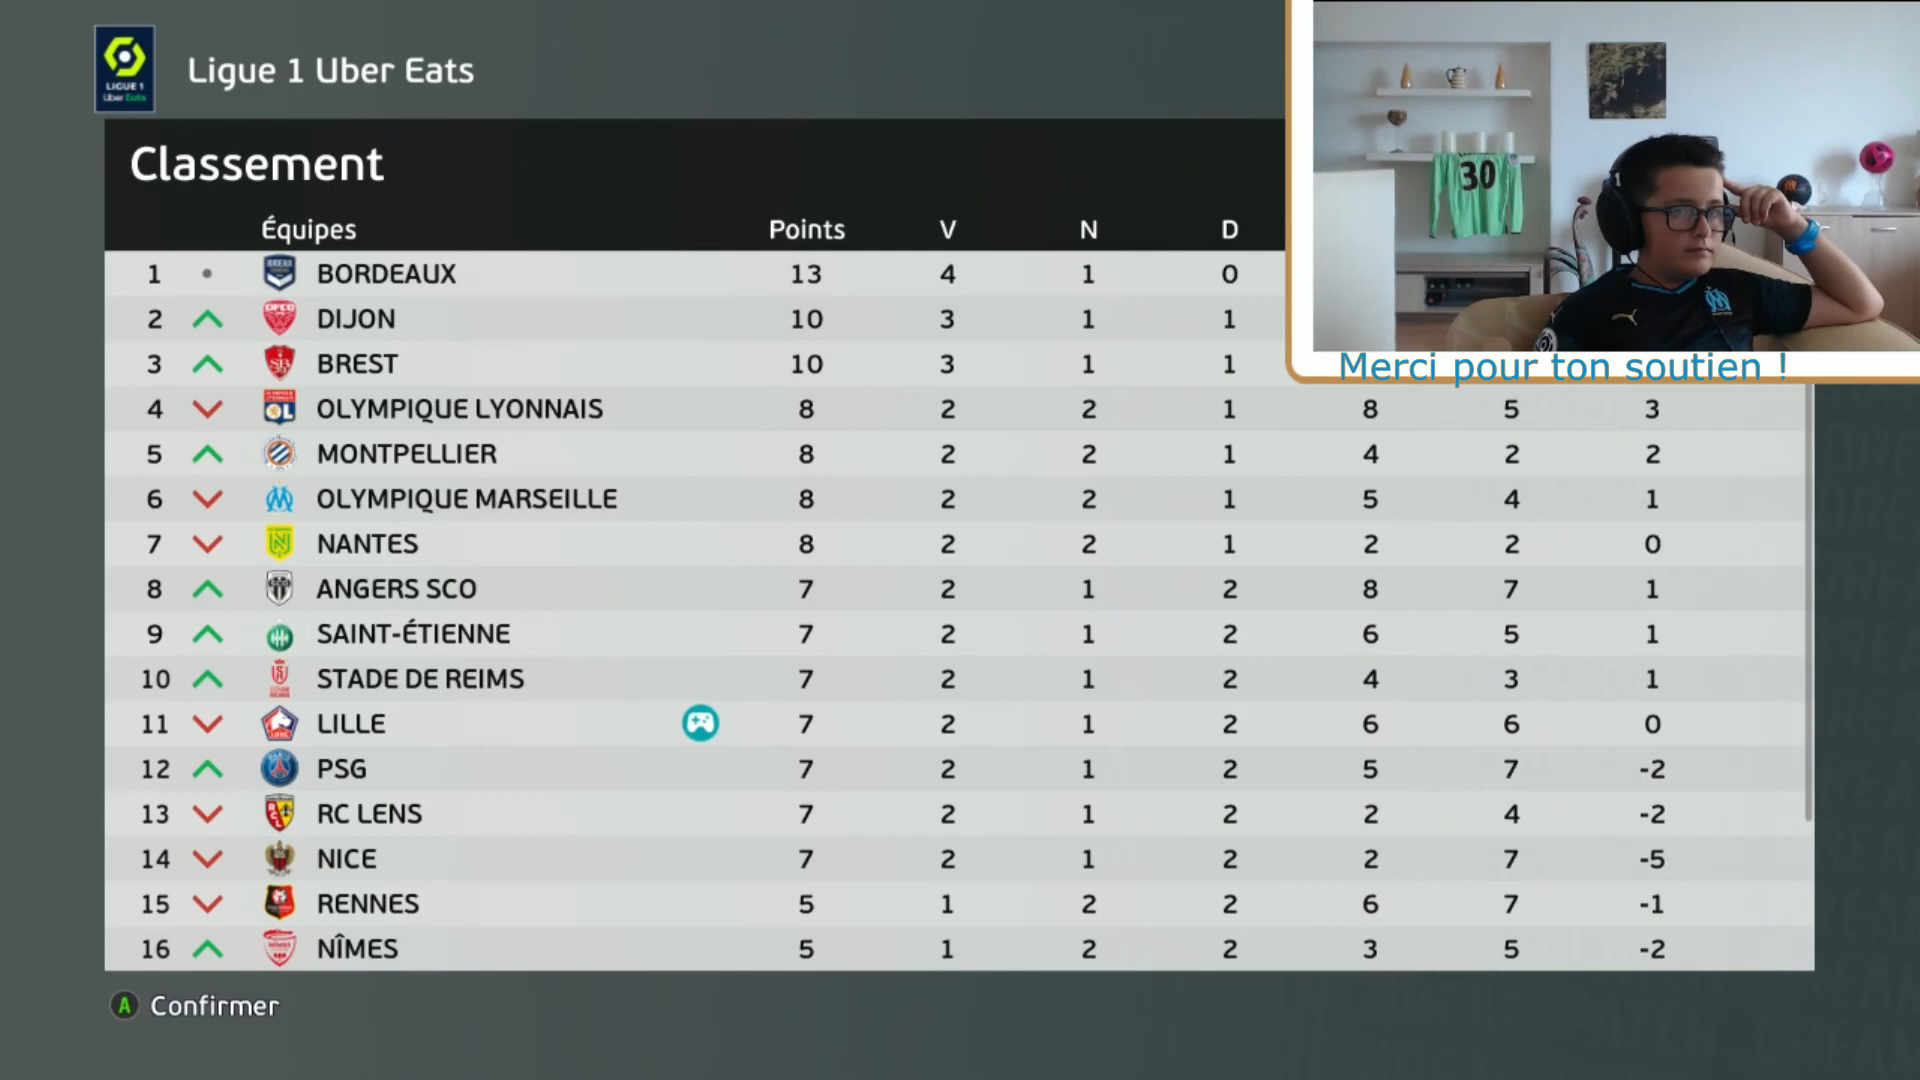 LIGUE 1
Uber Eats
Ligue 1 Uber Eats
Classement
Équipes Points V N D
1 BORDEAUX 13 4 1 0
2 DIJON 10 3 1 1
3 BREST 10 3 1 1
4 OLYMPIQUE LYONNAIS 8 2 2 1 8 5 3
5 MONTPELLIER 8 2 2 1 4 2 2
6 OLYMPIQUE MARSEILLE 8 2 2 1 5 4 1
7 NANTES 8 2 2 1 2 2 0
8 ANGERS SCO 7 2 1 2 8 7 1
9 SAINT-ÉTIENNE 7 2 1 2 6 5 1
10 STADE DE REIMS 7 2 1 2 4 3 1
11 LILLE 7 2 1 2 6 6 0
12 PSG 7 2 1 2 5 7 -2
13 RC LENS 7 2 1 2 2 4 -2
14 NICE 7 2 1 2 2 7 -5
15 RENNES 5 1 2 2 6 7 -1
16 NÎMES 5 1 2 2 3 5 -2
A Confirmer
30
Merci pour ton soutien !